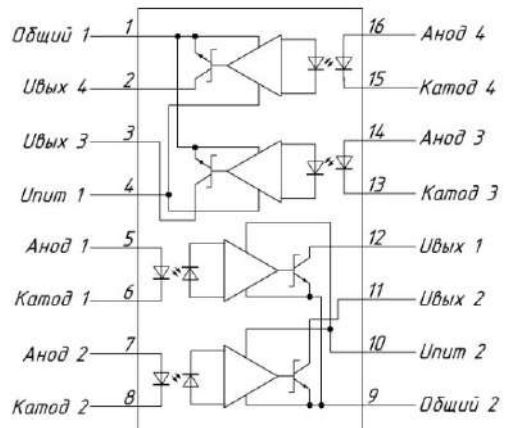 Общий 1 1 16 Анод 4
Uвых 4 2 15 Катод 4
Uвых 3 3 14 Анод 3
Uпит 1 4 13 Катод 3
Анод 1 5 12 Uвых 1
Катод 1 6 11 Uвых 2
Анод 2 7 10 Uпит 2
Катод 2 8 9 Общий 2